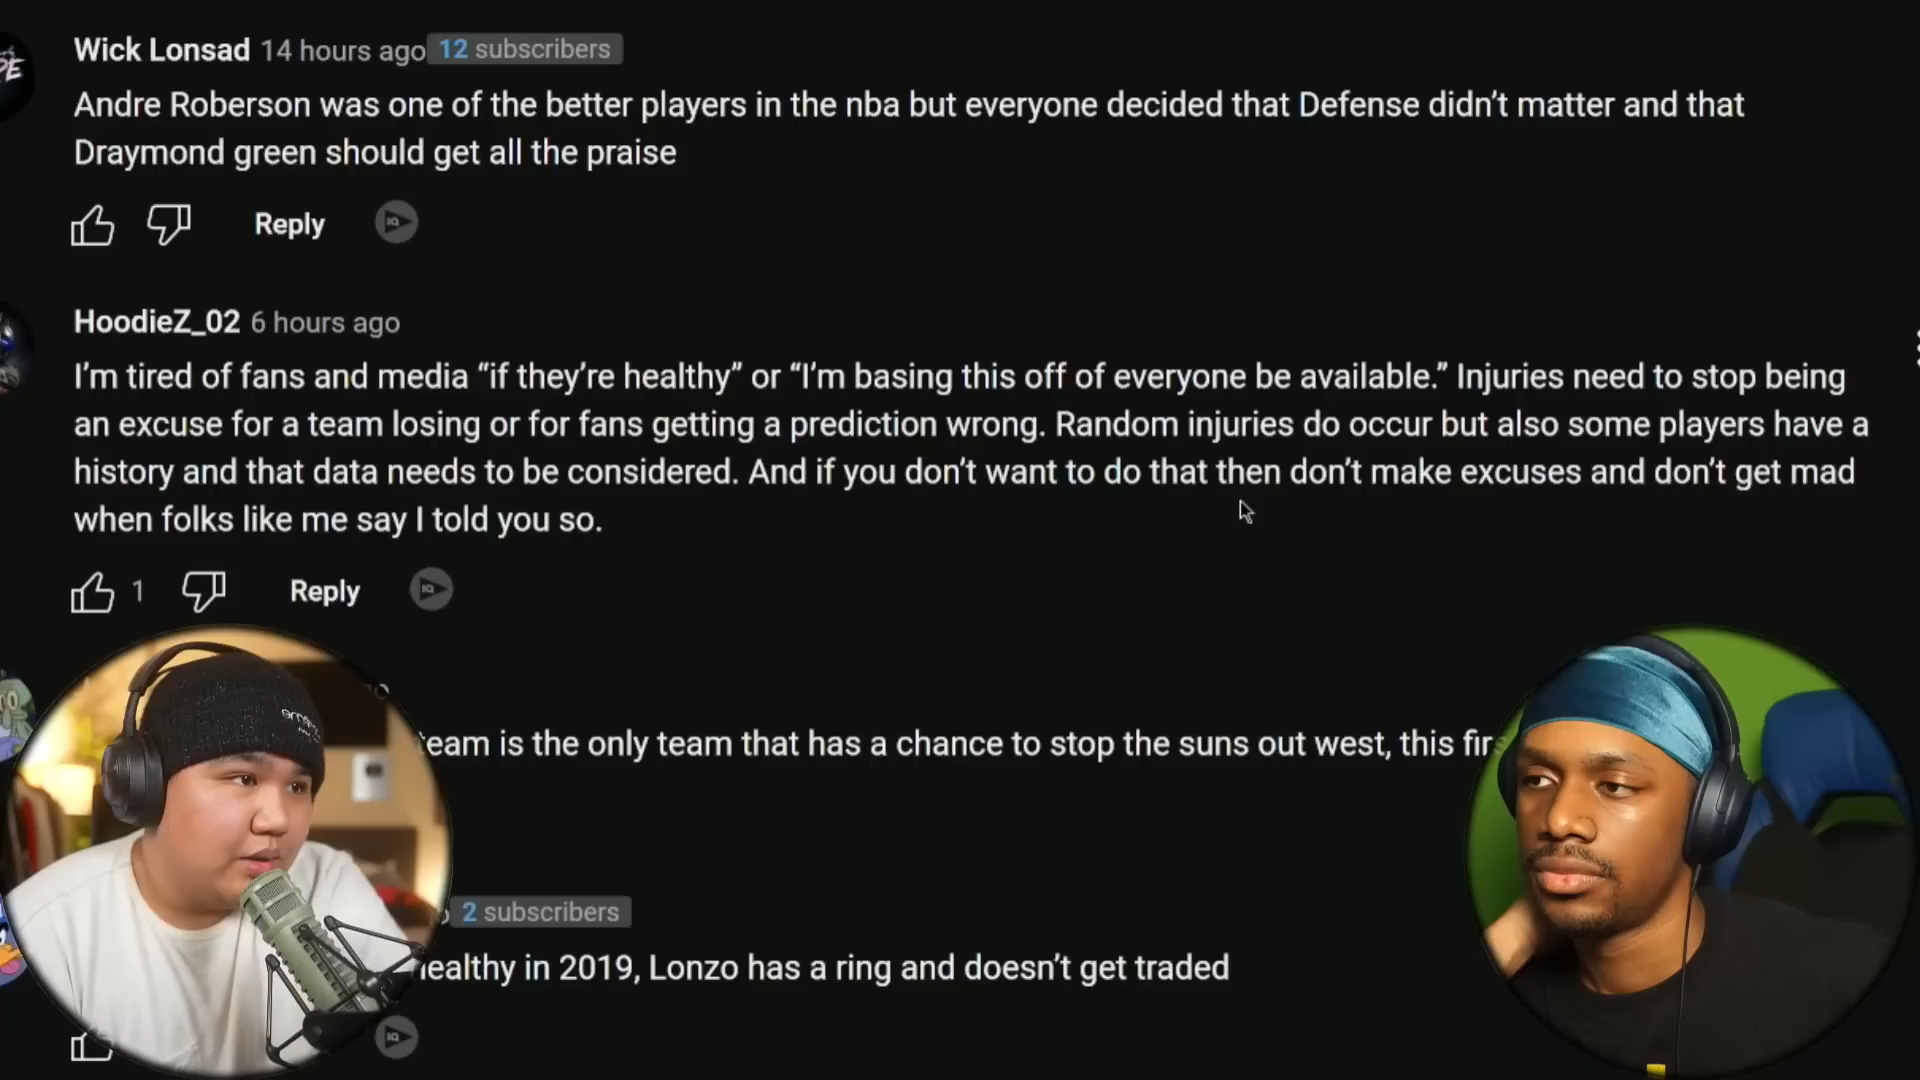 Wick Lonsad 14 hours ago 12 subscribers
Andre Roberson was one of the better players in the nba but everyone decided that Defense didn’t matter and that
Draymond green should get all the praise
Reply
HoodieZ_02 6 hours ago
I’m tired of fans and media “if they’re healthy” or “I’m basing this off of everyone be available.” Injuries need to stop being
an excuse for a team losing or for fans getting a prediction wrong. Random injuries do occur but also some players have a
history and that data needs to be considered. And if you don’t want to do that then don’t make excuses and don’t get mad
when folks like me say I told you so.
1 Reply
team is the only team that has a chance to stop the suns out west, this
2 subscribers
healthy in 2019, Lonzo has a ring and doesn’t get traded